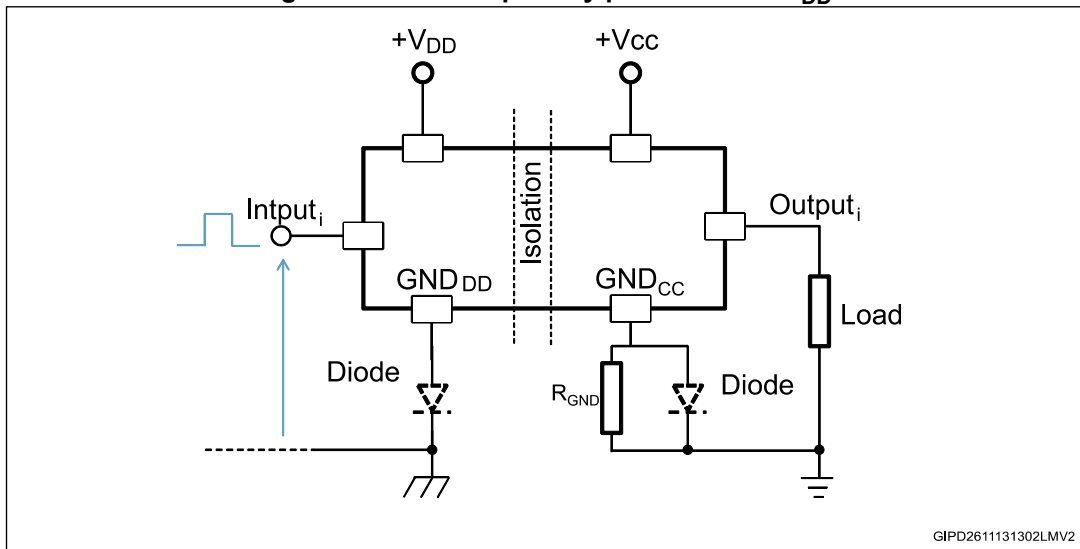 +VDD
+Vcc
Isolation
Intputi
Outputi
GNDDD
GNDCC
Load
Diode
RGND
Diode
GIPD2611131302LMV2